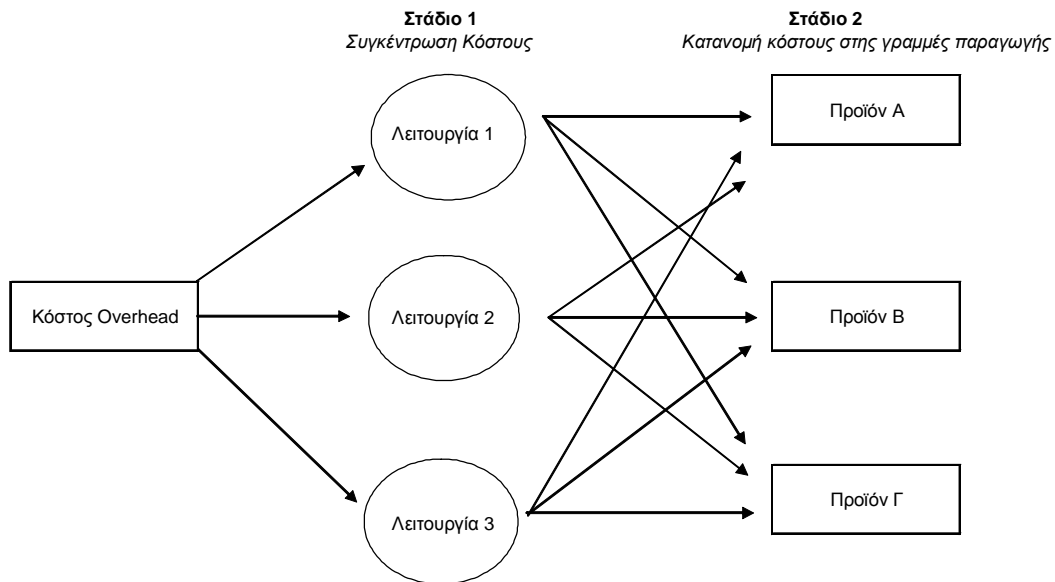 Στάδιο 1
Συγκέντρωση Κόστους
Στάδιο 2
Κατανομή κόστους στης γραμμές παραγωγής
Λειτουργία 1
Προϊόν Α
Κόστος Overhead
Λειτουργία 2
Προϊόν Β
Λειτουργία 3
Προϊόν Γ